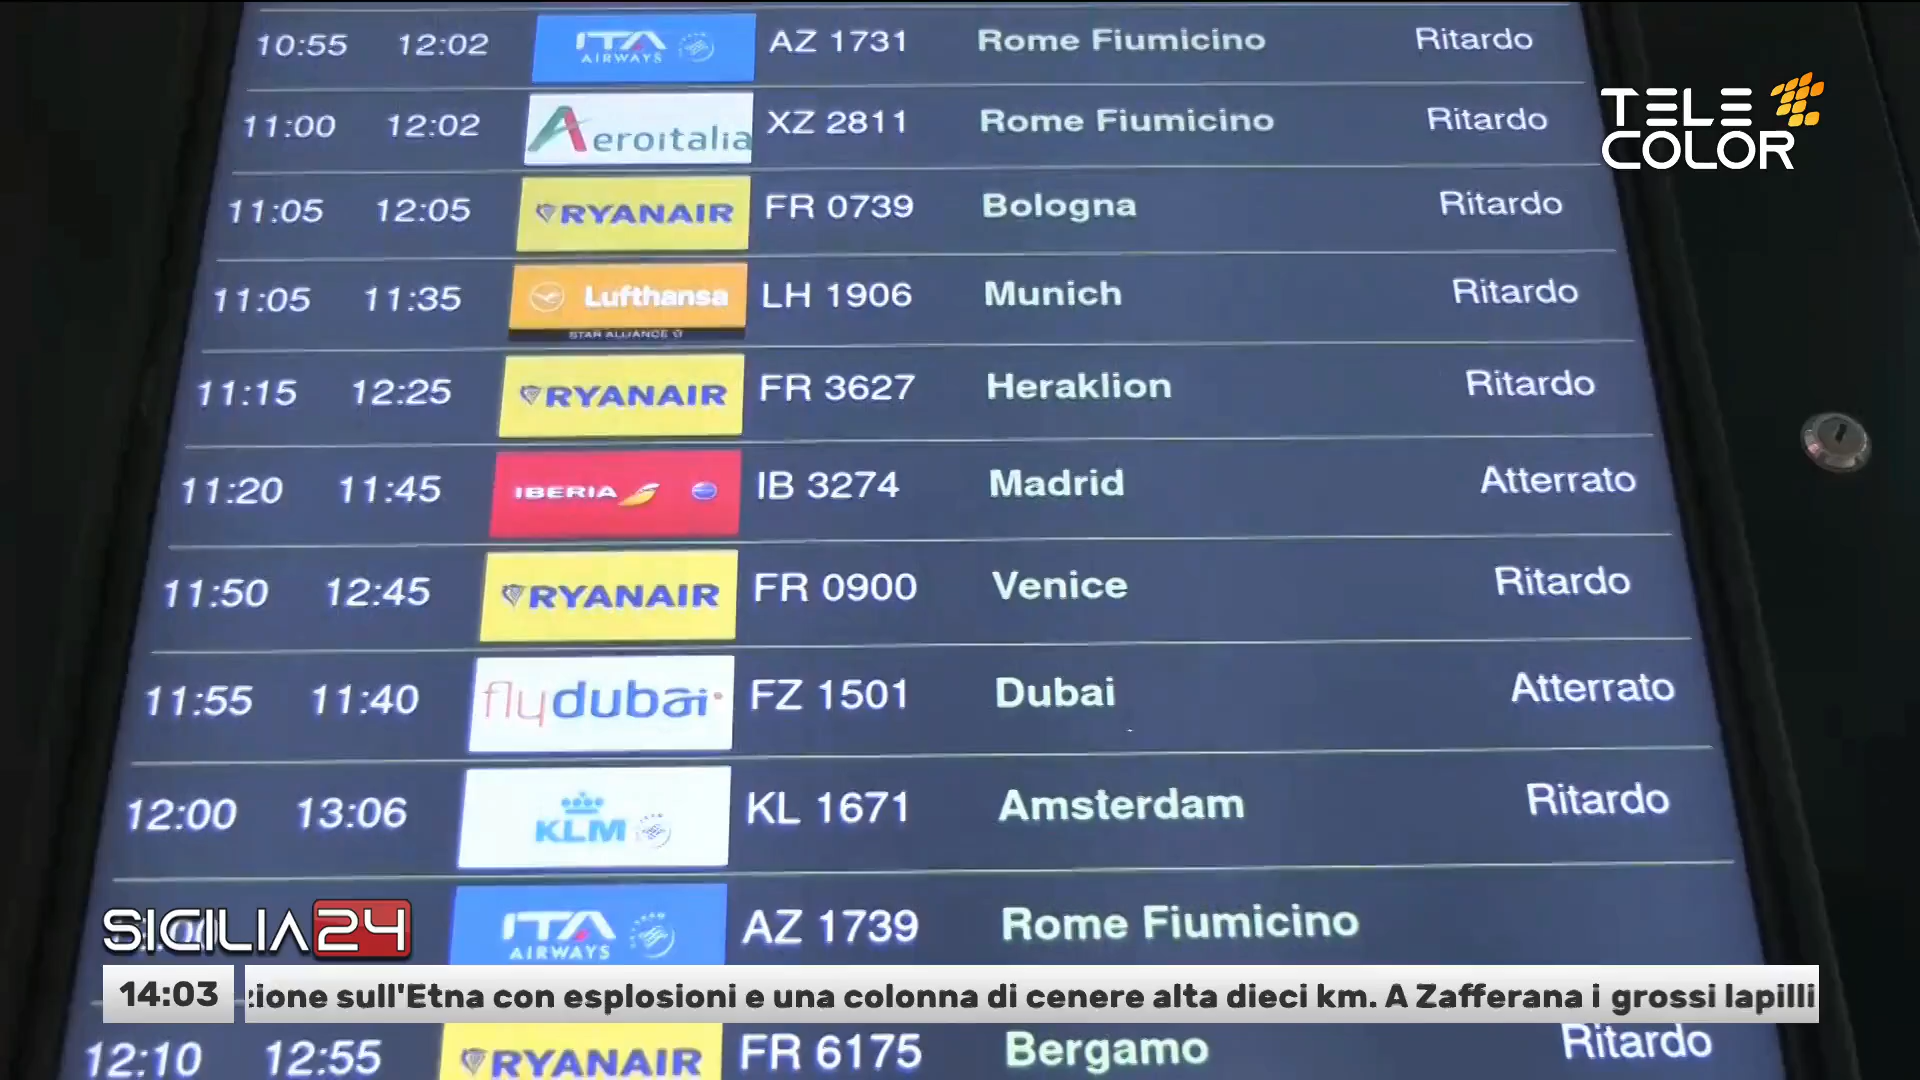 10:55 12:02 ITA AIRWAYS AZ 1731 Rome Fiumicino Ritardo
11:00 12:02 Aeroitalia XZ 2811 Rome Fiumicino Ritardo
TELE COLOR
11:05 12:05 RYANAIR FR 0739 Bologna Ritardo
11:05 11:35 Lufthansa LH 1906 Munich Ritardo
STAR ALLIANCE
11:15 12:25 RYANAIR FR 3627 Heraklion Ritardo
11:20 11:45 IBERIA IB 3274 Madrid Atterrato
11:50 12:45 RYANAIR FR 0900 Venice Ritardo
11:55 11:40 flydubai FZ 1501 Dubai Atterrato
12:00 13:06 KLM KL 1671 Amsterdam Ritardo
ITA AIRWAYS AZ 1739 Rome Fiumicino
SICILIA24
14:03 zione sull'Etna con esplosioni e una colonna di cenere alta dieci km. A Zafferana i grossi lapilli
12:10 12:55 RYANAIR FR 6175 Bergamo Ritardo